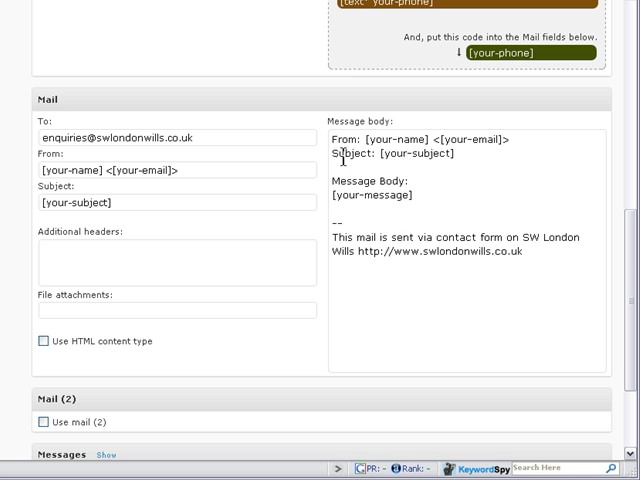 [text* your-phone]
And, put this code into the Mail fields below.
[your-phone]
Mail
To:
enquiries@swlondonwills.co.uk
From:
[your-name] <[your-email]>
Subject:
[your-subject]
Additional headers:
File attachments:
Use HTML content type
Message body:
From: [your-name] <[your-email]>
Subject: [your-subject]
Message Body:
[your-message]
--
This mail is sent via contact form on SW London
Wills http://www.swlondonwills.co.uk
Mail (2)
Use mail (2)
Messages Show
PR: - Rank: - KeywordSpy Search Here